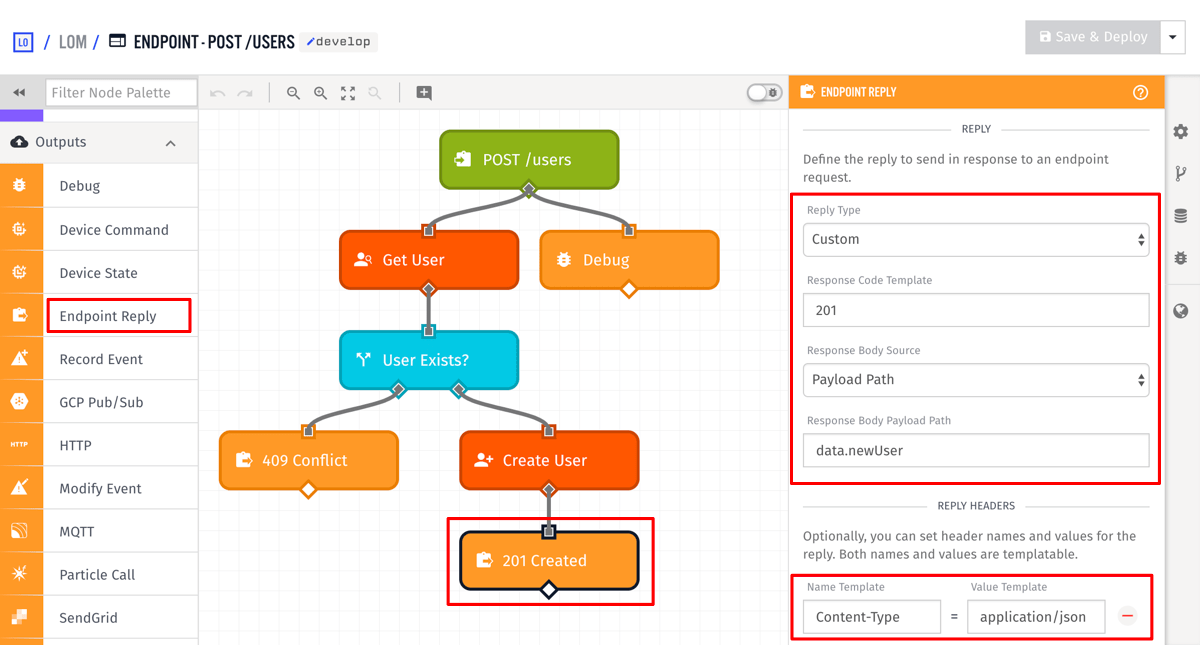 LO / LOM / ENDPOINT - POST /USERS develop
Save & Deploy
Filter Node Palette
Outputs
Debug
Device Command
Device State
Endpoint Reply
Record Event
GCP Pub/Sub
HTTP HTTP
Modify Event
MQTT
Particle Call
SendGrid
POST /users
Get User
Debug
User Exists?
409 Conflict
Create User
201 Created
ENDPOINT REPLY
REPLY
Define the reply to send in response to an endpoint
request.
Reply Type
Custom
Response Code Template
201
Response Body Source
Payload Path
Response Body Payload Path
data.newUser
REPLY HEADERS
Optionally, you can set header names and values for the
reply. Both names and values are templatable.
Name Template Value Template
Content-Type = application/json